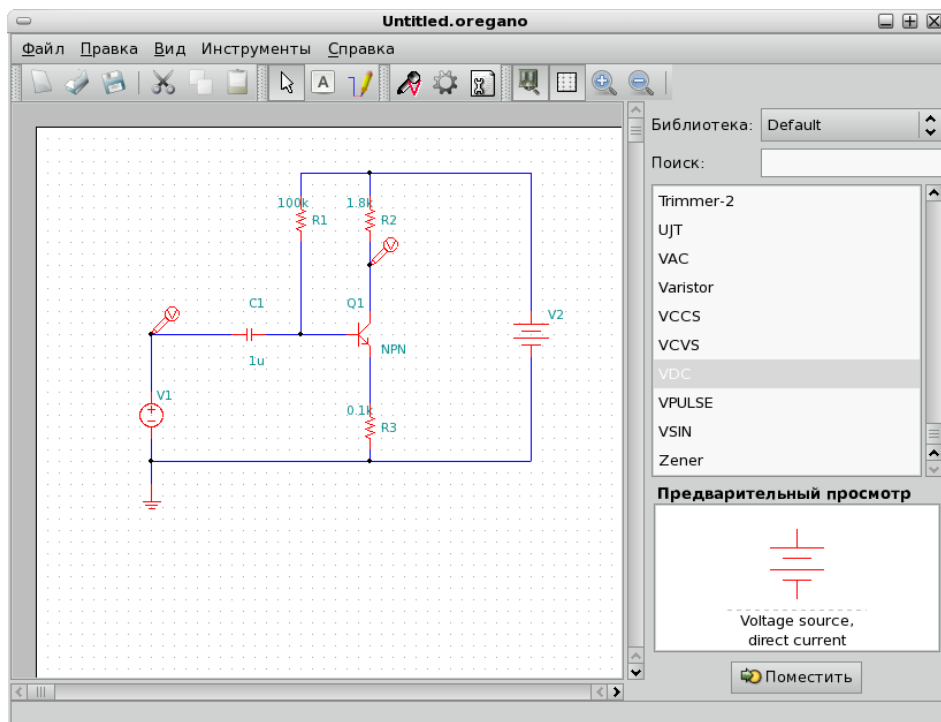 Untitled.oregano
Файл Правка Вид Инструменты Справка
A
Библиотека: Default
Поиск:
Trimmer-2
UJT
VAC
Varistor
VCCS
VCVS
VDC
VPULSE
VSIN
Zener
Предварительный просмотр
Voltage source,
direct current
Поместить
100k
R1
1.8k
R2
V
V
C1
1u
Q1
NPN
V2
V1
0.1k
R3